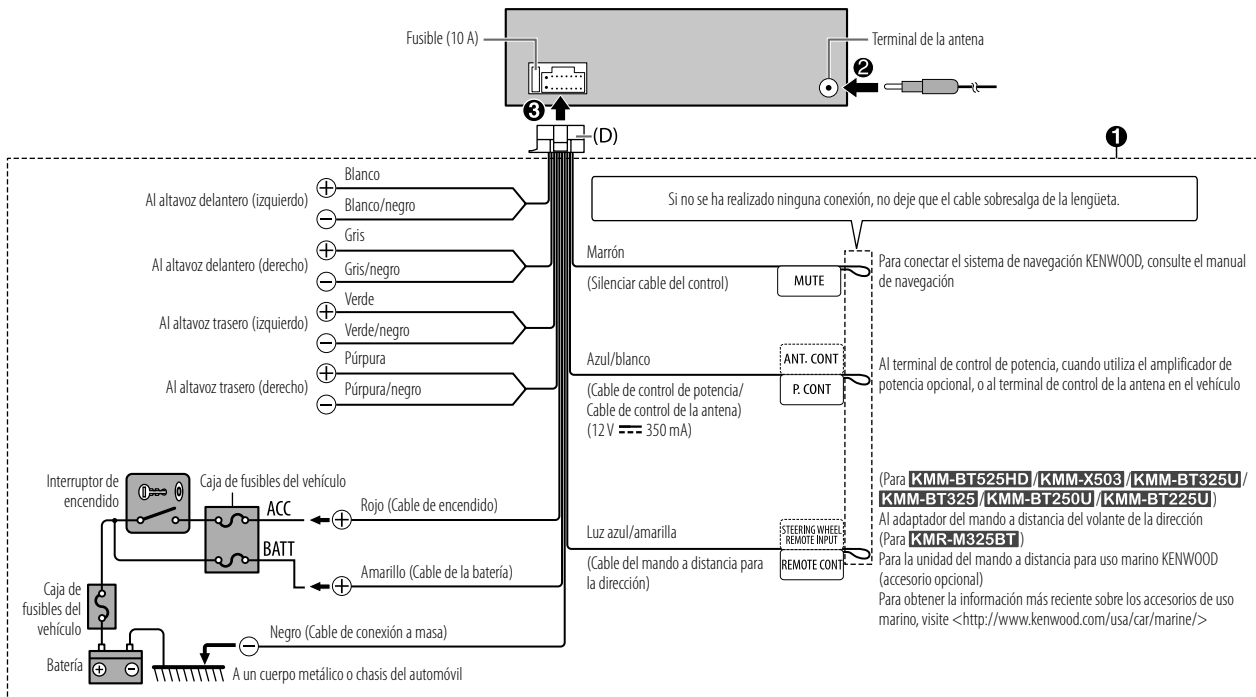 Fusible (10 A)
Terminal de la antena
❷
❸
(D)
❶
Al altavoz delantero (izquierdo)
Blanco
Blanco/negro
Al altavoz delantero (derecho)
Gris
Gris/negro
Al altavoz trasero (izquierdo)
Verde
Verde/negro
Al altavoz trasero (derecho)
Púrpura
Púrpura/negro
Si no se ha realizado ninguna conexión, no deje que el cable sobresalga de la lengüeta.
Marrón
(Silenciar cable del control)
MUTE
Para conectar el sistema de navegación KENWOOD, consulte el manual
de navegación
Azul/blanco
(Cable de control de potencia/
Cable de control de la antena)
(12 V ⎓ 350 mA)
ANT. CONT
P. CONT
Al terminal de control de potencia, cuando utiliza el amplificador de
potencia opcional, o al terminal de control de la antena en el vehículo
Interruptor de
encendido
Caja de fusibles del vehículo
ACC
BATT
Rojo (Cable de encendido)
Amarillo (Cable de la batería)
Caja de
fusibles del
vehículo
Batería
Negro (Cable de conexión a masa)
A un cuerpo metálico o chasis del automóvil
Luz azul/amarilla
(Cable del mando a distancia para
la dirección)
STEERING WHEEL
REMOTE INPUT
REMOTE CONT
(Para KMM-BT525HD/KMM-X503/KMM-BT325U/
KMM-BT325/KMM-BT250U/KMM-BT225U)
Al adaptador del mando a distancia del volante de la dirección
(Para KMR-M325BT)
Para la unidad del mando a distancia para uso marino KENWOOD
(accesorio opcional)
Para obtener la información más reciente sobre los accesorios de uso
marino, visite <http://www.kenwood.com/usa/car/marine/>